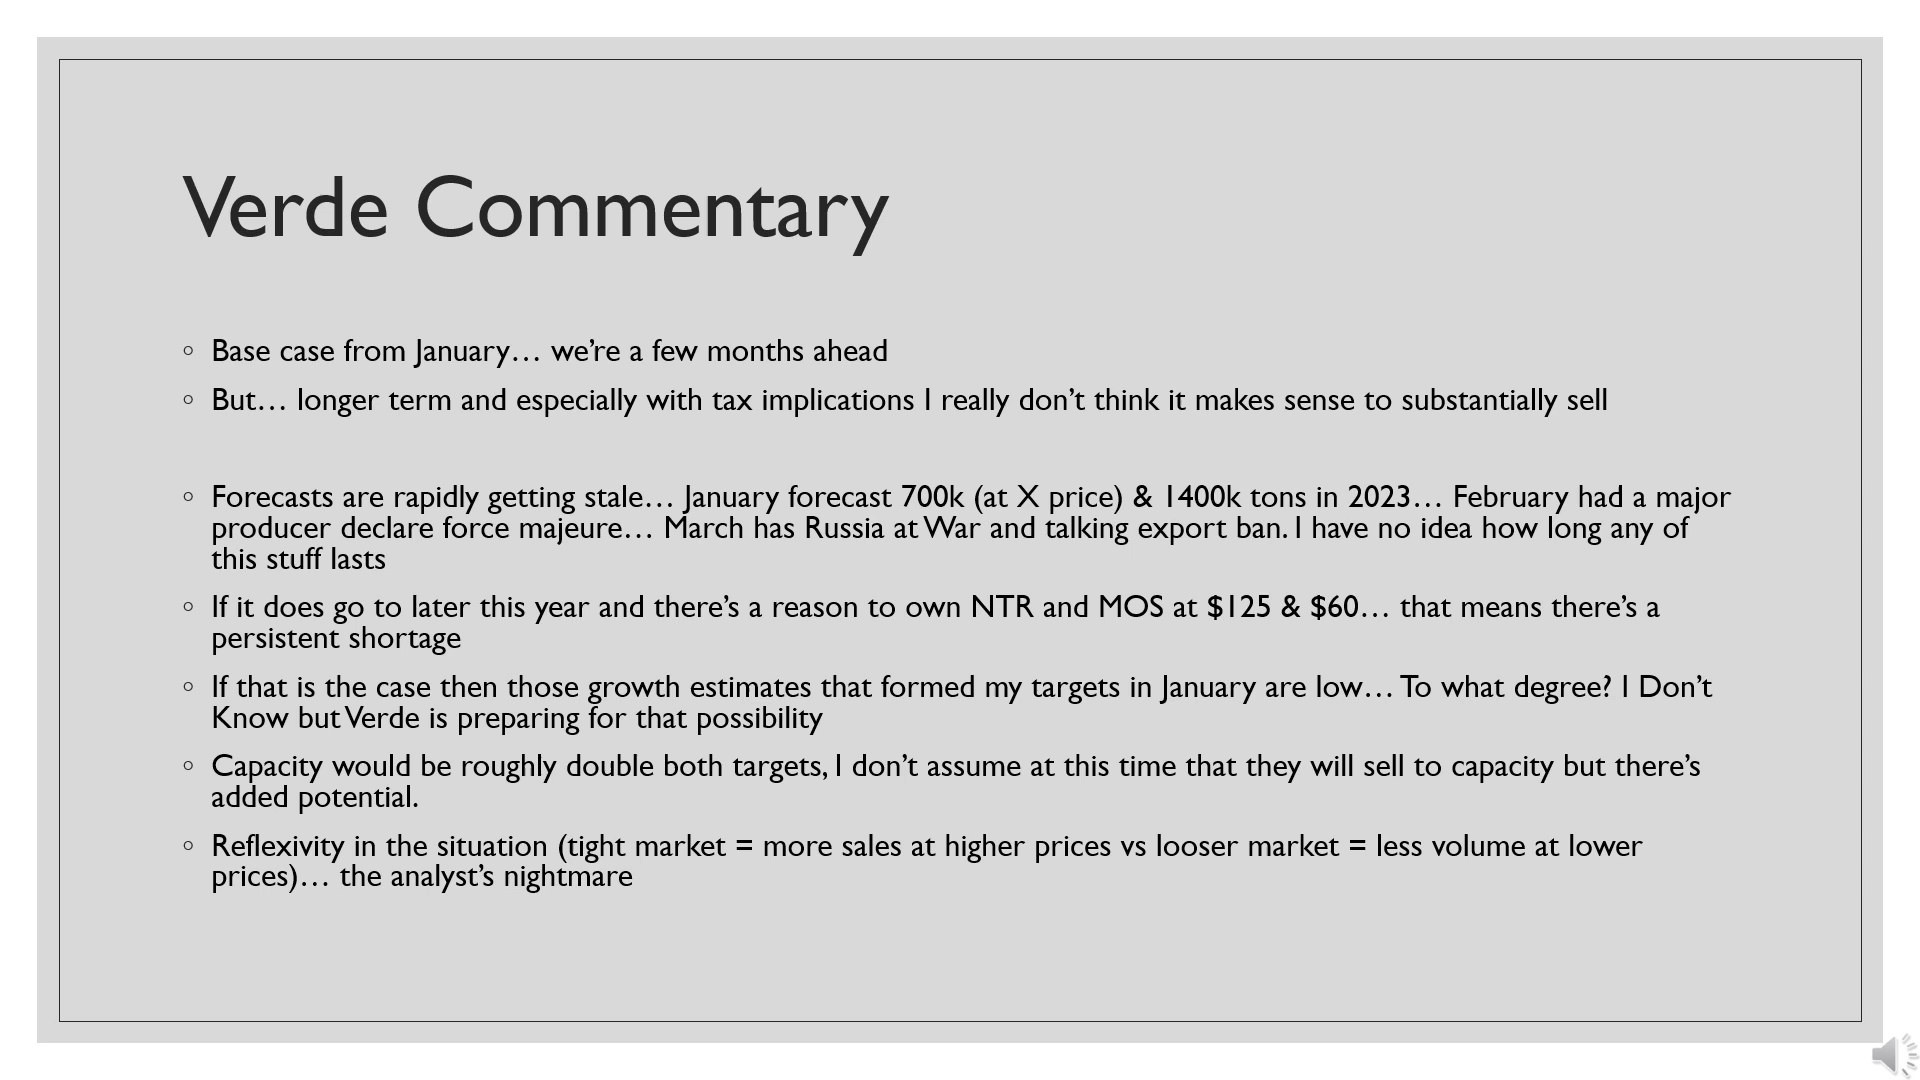 Verde Commentary
◦ Base case from January… we’re a few months ahead
◦ But… longer term and especially with tax implications I really don’t think it makes sense to substantially sell
◦ Forecasts are rapidly getting stale… January forecast 700k (at X price) & 1400k tons in 2023… February had a major
producer declare force majeure… March has Russia at War and talking export ban. I have no idea how long any of
this stuff lasts
◦ If it does go to later this year and there’s a reason to own NTR and MOS at $125 & $60… that means there’s a
persistent shortage
◦ If that is the case then those growth estimates that formed my targets in January are low… To what degree? I Don’t
Know but Verde is preparing for that possibility
◦ Capacity would be roughly double both targets, I don’t assume at this time that they will sell to capacity but there’s
added potential.
◦ Reflexivity in the situation (tight market = more sales at higher prices vs looser market = less volume at lower
prices)… the analyst’s nightmare